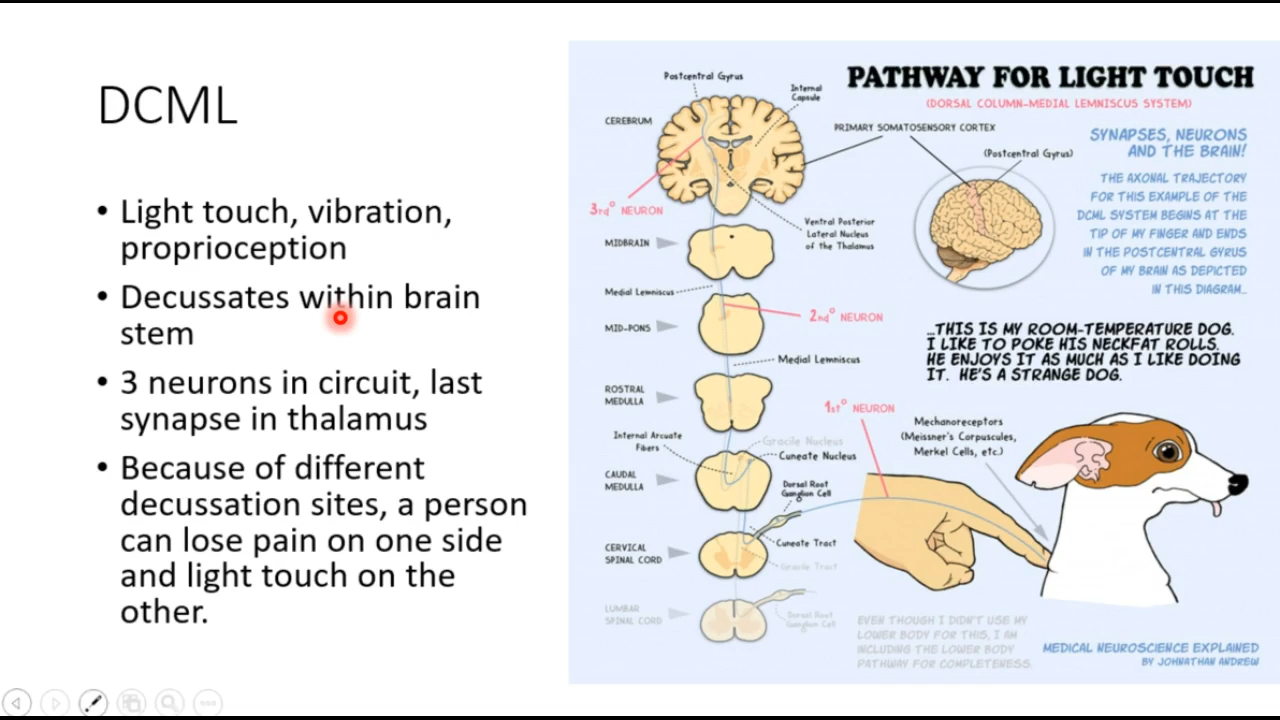 DCML
• Light touch, vibration,
proprioception
• Decussates within brain
stem
• 3 neurons in circuit, last
synapse in thalamus
• Because of different
decussation sites, a person
can lose pain on one side
and light touch on the
other.
PATHWAY FOR LIGHT TOUCH
(DORSAL COLUMN-MEDIAL LEMNISCUS SYSTEM)
Postcentral Gyrus
Internal
Capsule
CEREBRUM
PRIMARY SOMATOSENSORY CORTEX
(Postcentral Gyrus)
SYNAPSES, NEURONS
AND THE BRAIN!
THE AXONAL TRAJECTORY
FOR THIS EXAMPLE OF THE
DCML SYSTEM BEGINS AT THE
TIP OF MY FINGER AND ENDS
IN THE POSTCENTRAL GYRUS
OF MY BRAIN AS DEPICTED
IN THIS DIAGRAM...
3rd° NEURON
Ventral Posterior
Lateral Nucleus
of the Thalamus
MIDBRAIN
Medial Lemniscus
2nd° NEURON
MID-PONS
...THIS IS MY ROOM-TEMPERATURE DOG.
I LIKE TO POKE HIS NECKFAT ROLLS.
HE ENJOYS IT AS MUCH AS I LIKE DOING
IT. HE'S A STRANGE DOG.
Medial Lemniscus
ROSTRAL
MEDULLA
1st° NEURON
Mechanoreceptors
(Meissner's Corpuscules,
Merkel Cells, etc.)
Internal Arcuate
Fibers
Gracile Nucleus
Cuneate Nucleus
CAUDAL
MEDULLA
Dorsal Root
Ganglion Cell
Cuneate Tract
CERVICAL
SPINAL CORD
Gracile Tract
LUMBAR
SPINAL CORD
Dorsal Root
Ganglion Cell
EVEN THOUGH I DIDN'T USE MY
LOWER BODY FOR THIS, I AM
INCLUDING THE LOWER BODY
PATHWAY FOR COMPLETENESS.
MEDICAL NEUROSCIENCE EXPLAINED
BY JOHNATHAN ANDREW